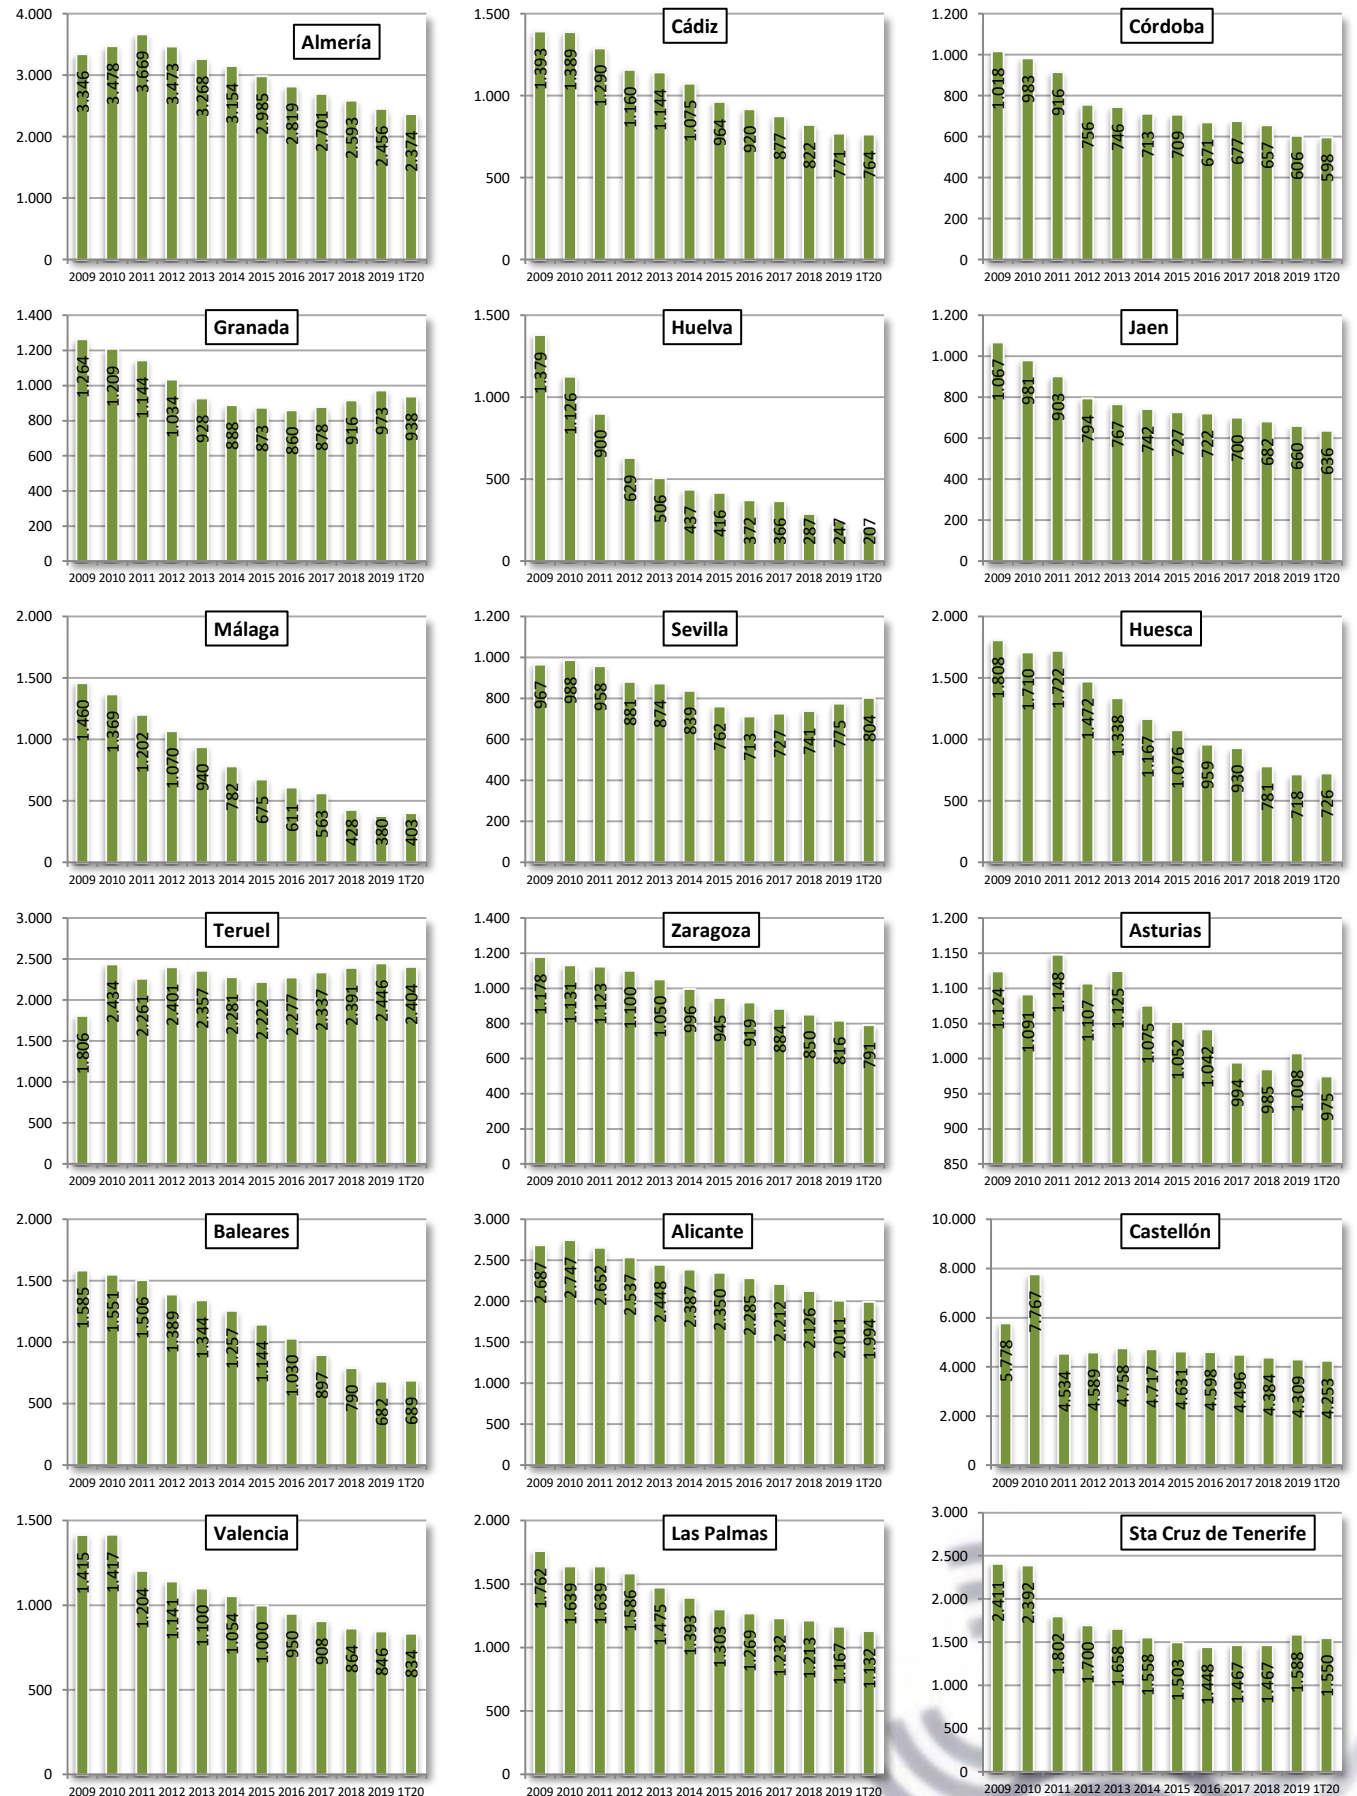 Almería
4.000
3.000
2.000
1.000
0
3.346 3.478 3.669 3.473 3.268 3.154 2.985 2.819 2.701 2.593 2.456 2.374
2009 2010 2011 2012 2013 2014 2015 2016 2017 2018 2019 1T20
Cádiz
1.500
1.000
500
0
1.393 1.389 1.290 1.160 1.144 1.075 964 920 877 822 771 764
2009 2010 2011 2012 2013 2014 2015 2016 2017 2018 2019 1T20
Córdoba
1.200
1.000
800
600
400
200
0
1.018 983 916 756 746 713 709 671 677 657 606 598
2009 2010 2011 2012 2013 2014 2015 2016 2017 2018 2019 1T20
Granada
1.400
1.200
1.000
800
600
400
200
0
1.264 1.209 1.144 1.034 928 888 873 860 878 916 973 938
2009 2010 2011 2012 2013 2014 2015 2016 2017 2018 2019 1T20
Huelva
1.500
1.000
500
0
1.379 1.126 900 629 506 437 416 372 366 287 247 207
2009 2010 2011 2012 2013 2014 2015 2016 2017 2018 2019 1T20
Jaen
1.200
1.000
800
600
400
200
0
1.067 981 903 794 767 742 727 722 700 682 660 636
2009 2010 2011 2012 2013 2014 2015 2016 2017 2018 2019 1T20
Málaga
2.000
1.500
1.000
500
0
1.460 1.369 1.202 1.070 940 782 675 611 563 428 380 403
2009 2010 2011 2012 2013 2014 2015 2016 2017 2018 2019 1T20
Sevilla
1.200
1.000
800
600
400
200
0
967 988 958 881 874 839 762 713 727 741 775 804
2009 2010 2011 2012 2013 2014 2015 2016 2017 2018 2019 1T20
Huesca
2.000
1.500
1.000
500
0
1.808 1.710 1.722 1.472 1.338 1.167 1.076 959 930 781 718 726
2009 2010 2011 2012 2013 2014 2015 2016 2017 2018 2019 1T20
Teruel
3.000
2.500
2.000
1.500
1.000
500
0
1.806 2.434 2.261 2.401 2.357 2.281 2.222 2.277 2.337 2.391 2.446 2.404
2009 2010 2011 2012 2013 2014 2015 2016 2017 2018 2019 1T20
Zaragoza
1.400
1.200
1.000
800
600
400
200
0
1.178 1.131 1.123 1.100 1.050 996 945 919 884 850 816 791
2009 2010 2011 2012 2013 2014 2015 2016 2017 2018 2019 1T20
Asturias
1.200
1.150
1.100
1.050
1.000
950
900
850
1.124 1.091 1.148 1.107 1.125 1.075 1.052 1.042 994 985 1.008 975
2009 2010 2011 2012 2013 2014 2015 2016 2017 2018 2019 1T20
Baleares
2.000
1.500
1.000
500
0
1.585 1.551 1.506 1.389 1.344 1.257 1.144 1.030 897 790 682 689
2009 2010 2011 2012 2013 2014 2015 2016 2017 2018 2019 1T20
Alicante
3.000
2.500
2.000
1.500
1.000
500
0
2.687 2.747 2.652 2.537 2.448 2.387 2.350 2.285 2.212 2.126 2.011 1.994
2009 2010 2011 2012 2013 2014 2015 2016 2017 2018 2019 1T20
Castellón
10.000
8.000
6.000
4.000
2.000
0
5.778 7.767 4.534 4.589 4.758 4.717 4.631 4.598 4.496 4.384 4.309 4.253
2009 2010 2011 2012 2013 2014 2015 2016 2017 2018 2019 1T20
Valencia
1.500
1.000
500
0
1.415 1.417 1.204 1.141 1.100 1.054 1.000 950 908 864 846 834
2009 2010 2011 2012 2013 2014 2015 2016 2017 2018 2019 1T20
Las Palmas
2.000
1.500
1.000
500
0
1.762 1.639 1.639 1.586 1.475 1.393 1.303 1.269 1.232 1.213 1.167 1.132
2009 2010 2011 2012 2013 2014 2015 2016 2017 2018 2019 1T20
Sta Cruz de Tenerife
3.000
2.500
2.000
1.500
1.000
500
0
2.411 2.392 1.802 1.700 1.658 1.558 1.503 1.448 1.467 1.467 1.588 1.550
2009 2010 2011 2012 2013 2014 2015 2016 2017 2018 2019 1T20